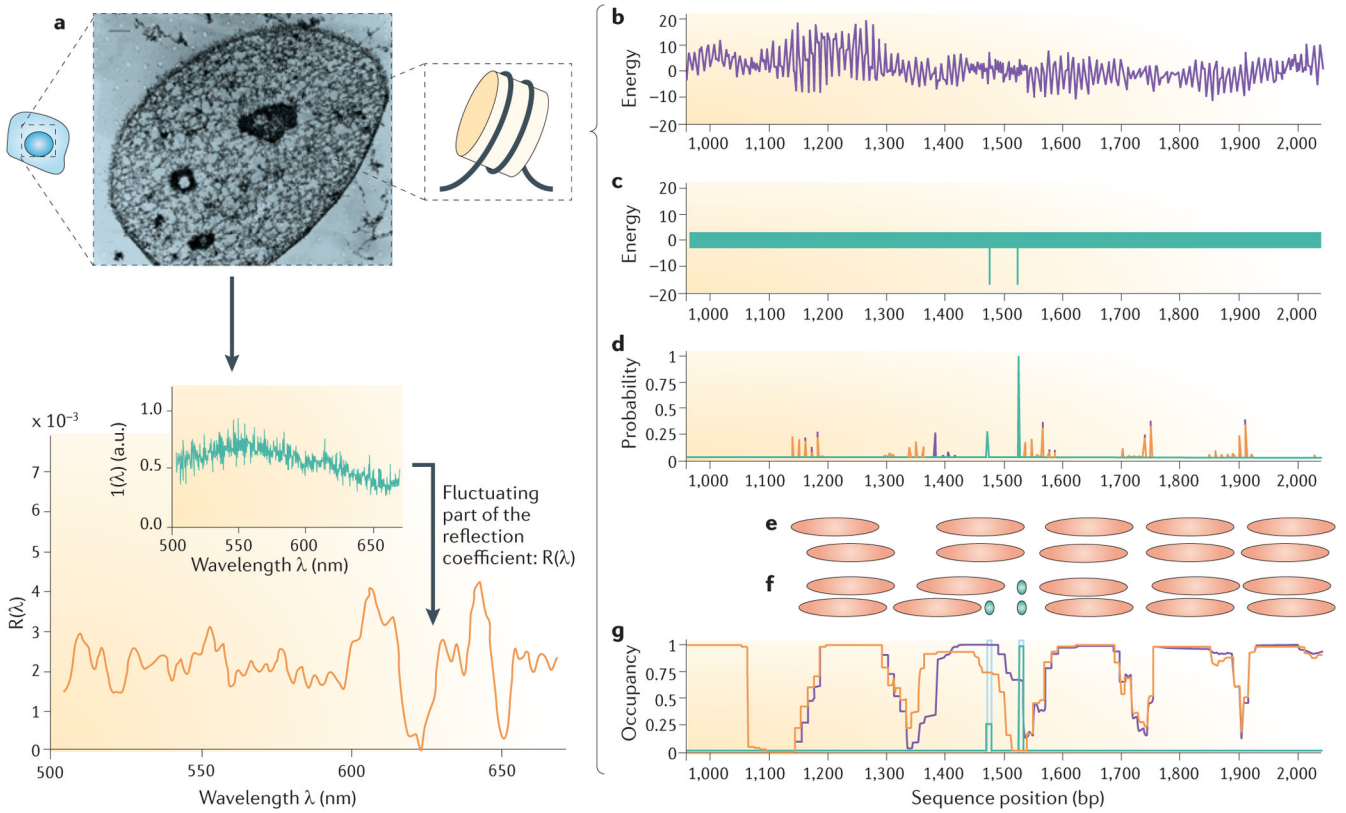 a
x 10⁻³
7
6
5
4
3
2
1
0
R(λ)
500
550
600
650
Wavelength λ (nm)
1.0
0.5
0.0
1(λ) (a.u.)
500
550
600
650
Wavelength λ (nm)
Fluctuating
part of the
reflection
coefficient: R(λ)
b
Energy
20
10
0
−10
−20
1,000 1,100 1,200 1,300 1,400 1,500 1,600 1,700 1,800 1,900 2,000
c
Energy
20
10
0
−10
−20
1,000 1,100 1,200 1,300 1,400 1,500 1,600 1,700 1,800 1,900 2,000
d
Probability
1
0.75
0.5
0.25
0
1,000 1,100 1,200 1,300 1,400 1,500 1,600 1,700 1,800 1,900 2,000
e
f
g
Occupancy
1
0.75
0.5
0.25
0
1,000 1,100 1,200 1,300 1,400 1,500 1,600 1,700 1,800 1,900 2,000
Sequence position (bp)